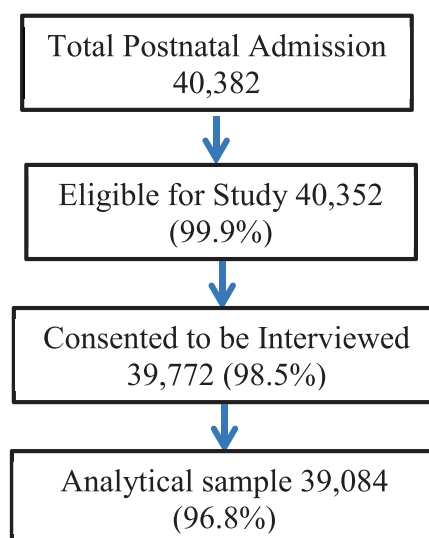 Total Postnatal Admission
40,382
Eligible for Study 40,352
(99.9%)
Consented to be Interviewed
39,772 (98.5%)
Analytical sample 39,084
(96.8%)